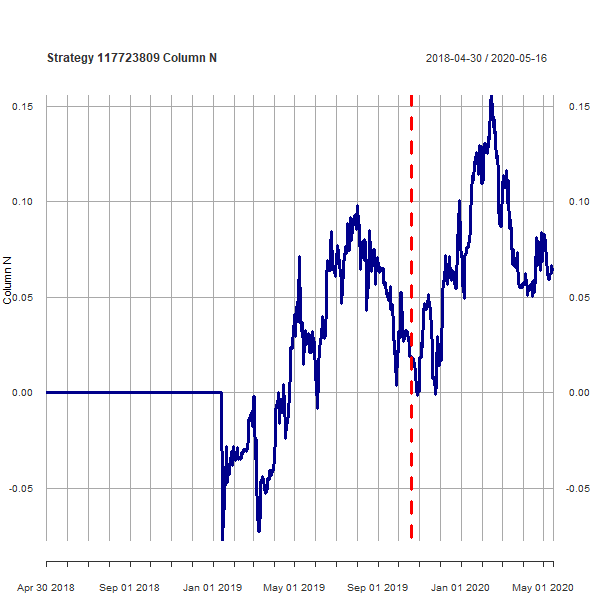 Strategy 117723809 Column N
2018-04-30 / 2020-05-16
0.15
0.15
0.10
0.10
Column N
0.05
0.05
0.00
0.00
-0.05
-0.05
Apr 30 2018
Sep 01 2018
Jan 01 2019
May 01 2019
Sep 01 2019
Jan 01 2020
May 01 2020